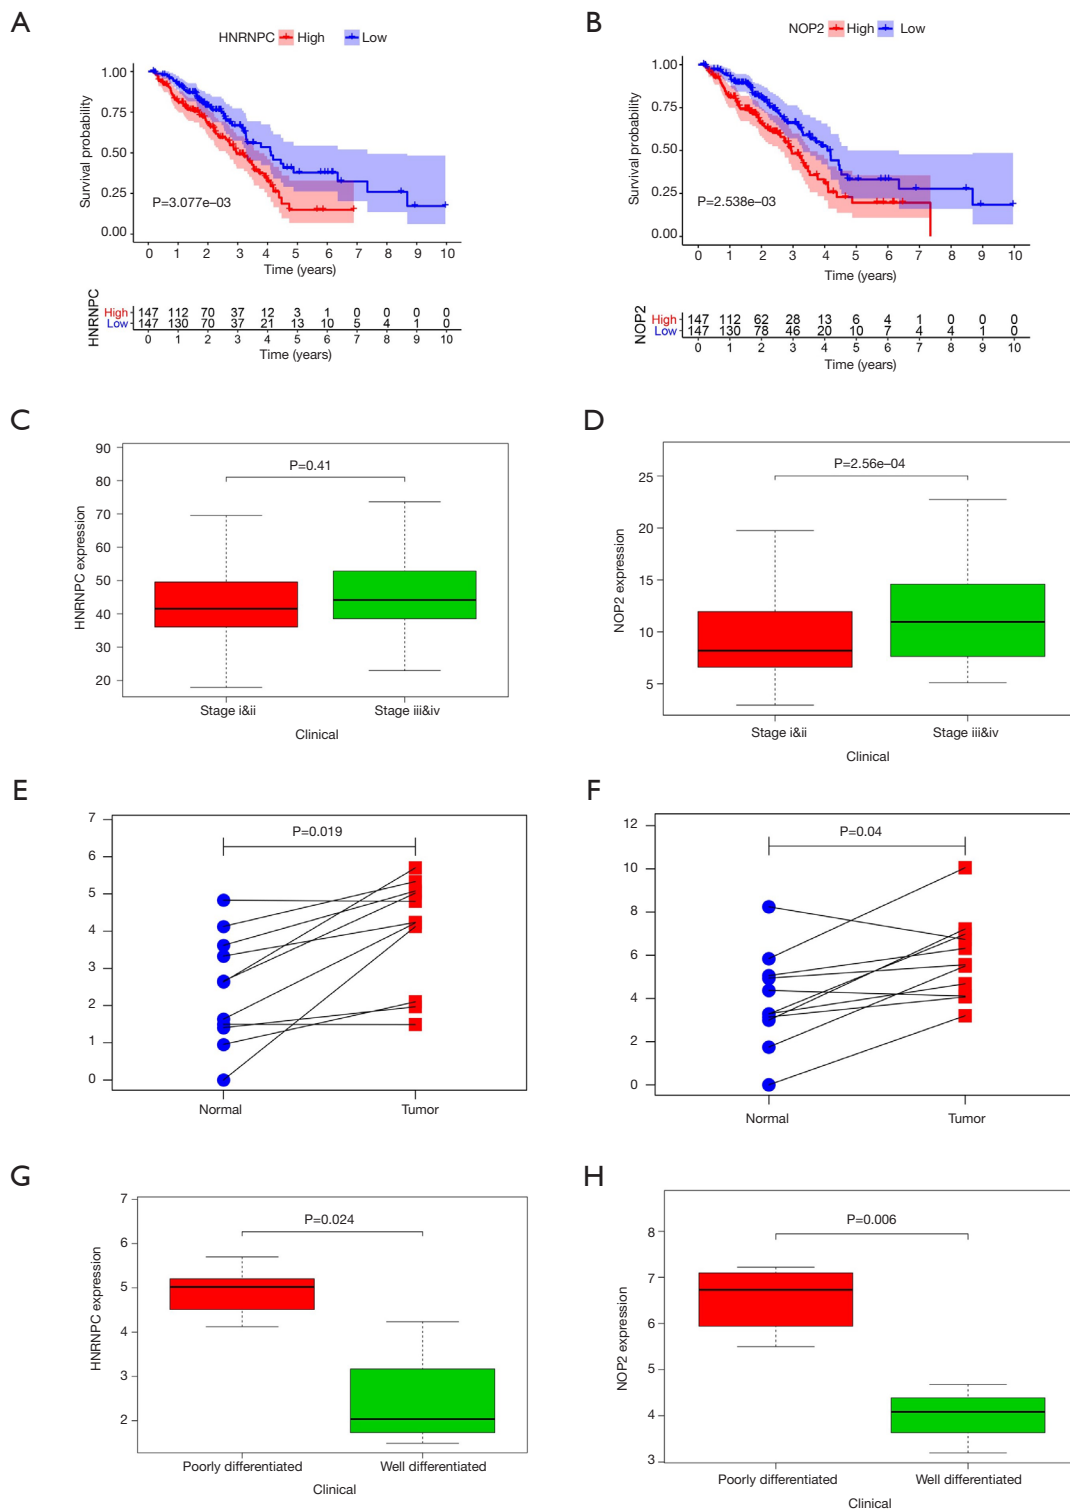 A
HNRNPC High Low
Survival probability
1.00
0.75
0.50
0.25
0.00
P=3.077e−03
0 1 2 3 4 5 6 7 8 9 10
Time (years)
HNRNPC
High 147 112 70 37 12 3 1 0 0 0 0
Low 147 130 70 37 21 13 10 5 4 1 0
0 1 2 3 4 5 6 7 8 9 10
Time (years)
B
NOP2 High Low
Survival probability
1.00
0.75
0.50
0.25
0.00
P=2.538e−03
0 1 2 3 4 5 6 7 8 9 10
Time (years)
NOP2
High 147 112 62 28 13 6 4 1 0 0 0
Low 147 130 78 46 20 10 7 4 4 1 0
0 1 2 3 4 5 6 7 8 9 10
Time (years)
C
HNRNPC expression
90
80
70
60
50
40
30
20
P=0.41
Stage i&ii Stage iii&iv
Clinical
D
NOP2 expression
25
20
15
10
5
P=2.56e−04
Stage i&ii Stage iii&iv
Clinical
E
7
6
5
4
3
2
1
0
P=0.019
Normal Tumor
F
12
10
8
6
4
2
0
P=0.04
Normal Tumor
G
HNRNPC expression
7
6
5
4
3
2
P=0.024
Poorly differentiated Well differentiated
Clinical
H
NOP2 expression
8
7
6
5
4
3
P=0.006
Poorly differentiated Well differentiated
Clinical